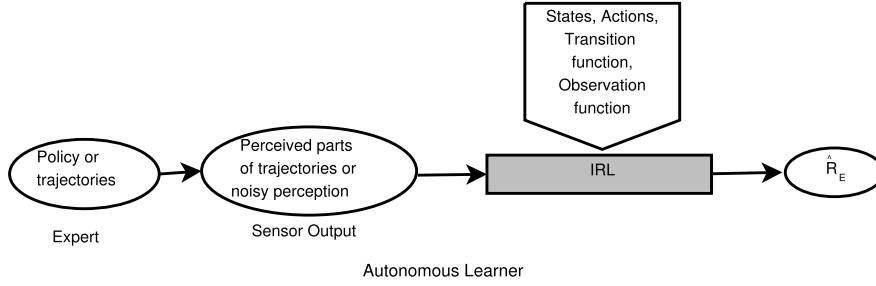 States, Actions,
Transition
function,
Observation
function
Policy or
trajectories
Expert
Perceived parts
of trajectories or
noisy perception
Sensor Output
IRL
R̂_E
Autonomous Learner